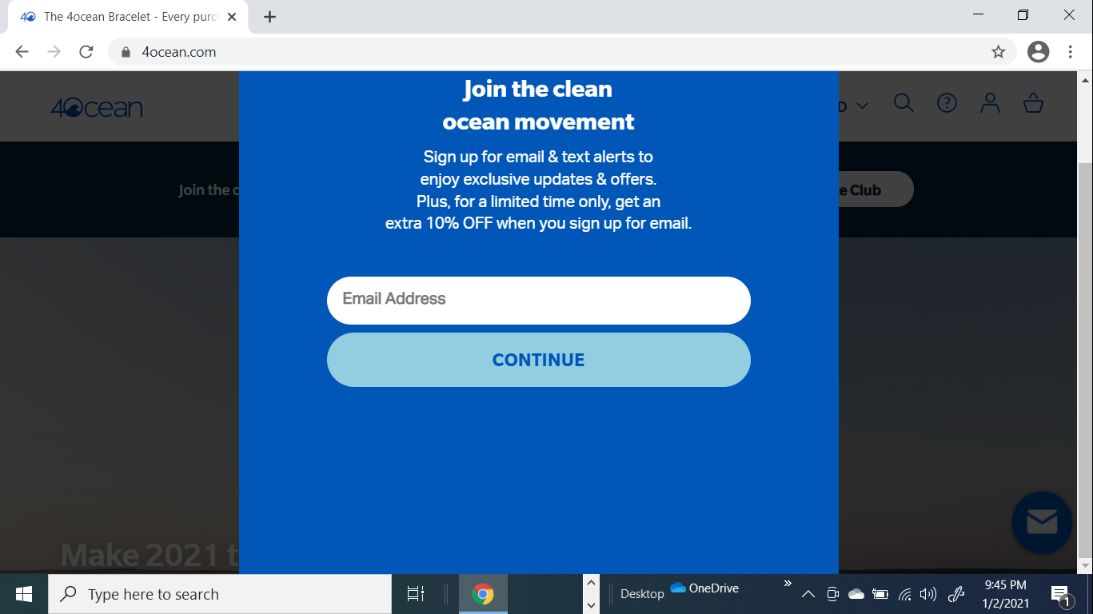 The 4ocean Bracelet - Every purc
4ocean.com
4ocean
Join the clean
ocean movement
Sign up for email & text alerts to
enjoy exclusive updates & offers.
Plus, for a limited time only, get an
extra 10% OFF when you sign up for email.
Email Address
CONTINUE
D
Join the c
e Club
Make 2021 t
Type here to search
Desktop
OneDrive
»
9:45 PM
1/2/2021
1